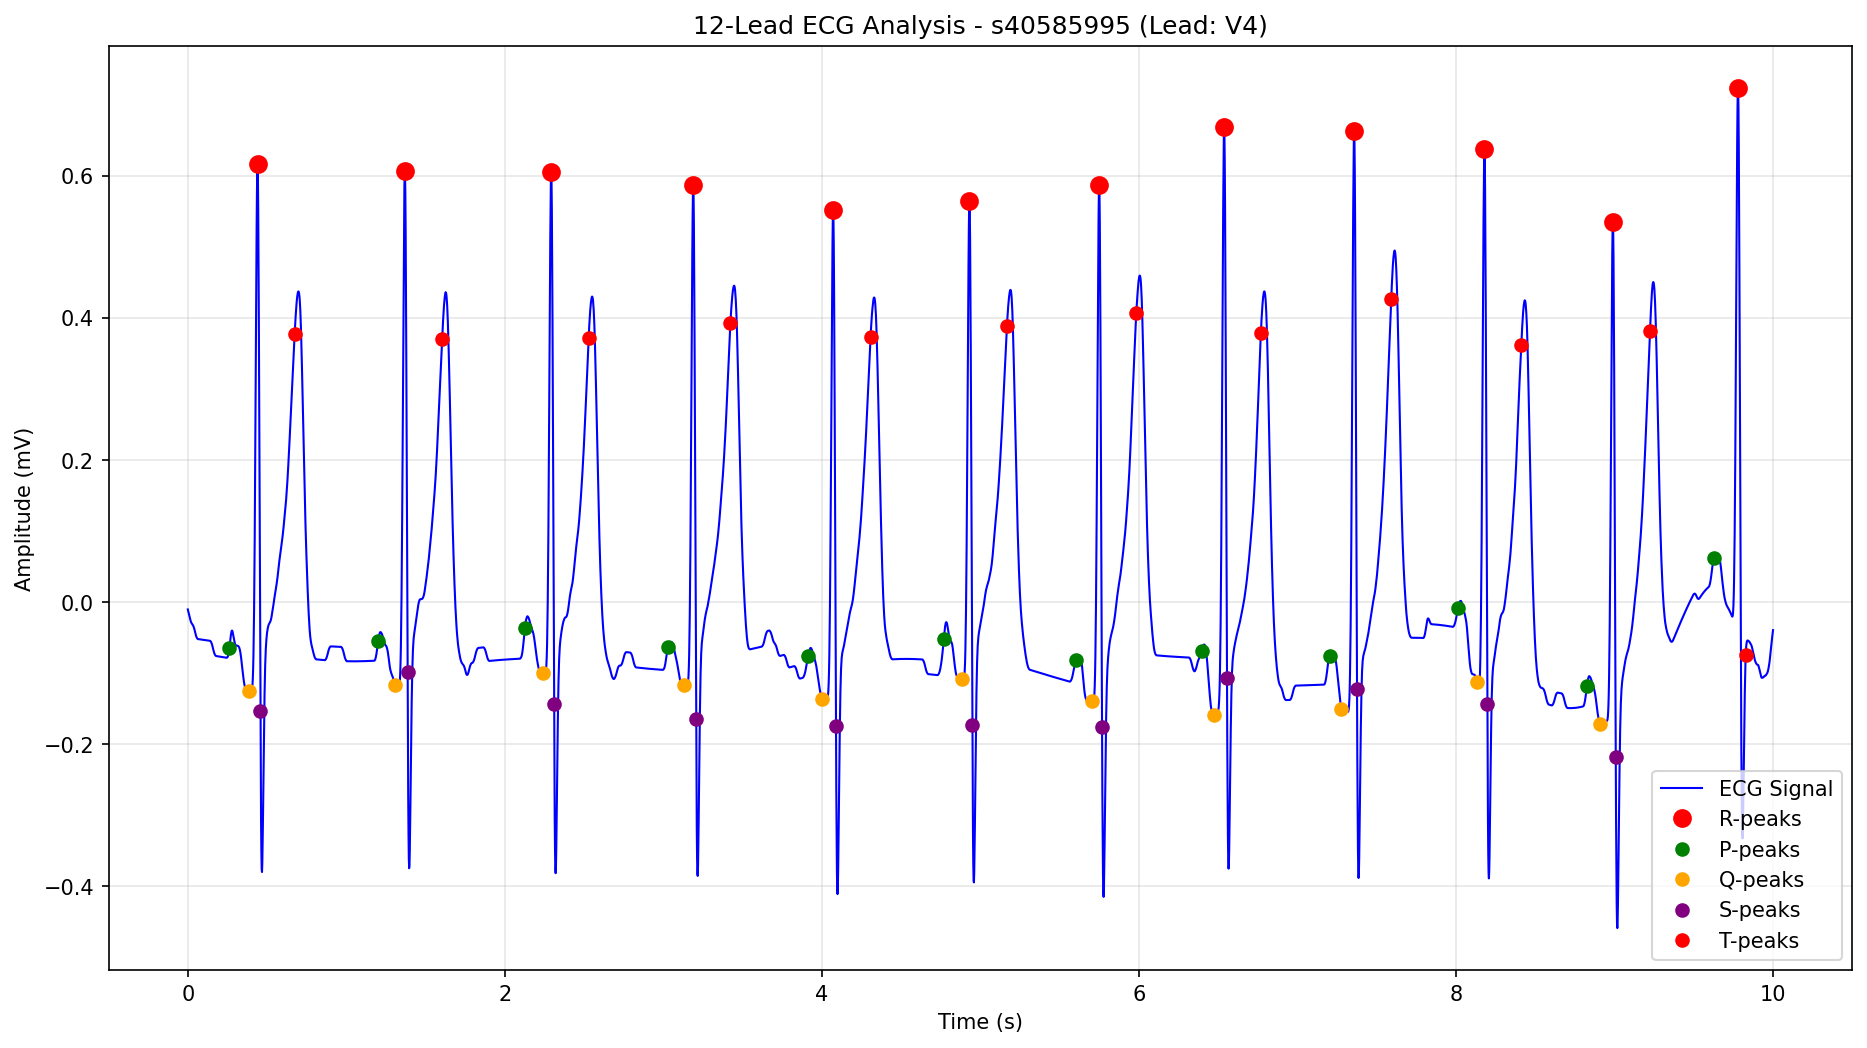 12-Lead ECG Analysis - s40585995 (Lead: V4)
Amplitude (mV)
0.6
0.4
0.2
0.0
−0.2
−0.4
0
2
4
6
8
10
Time (s)
ECG Signal
R-peaks
P-peaks
Q-peaks
S-peaks
T-peaks